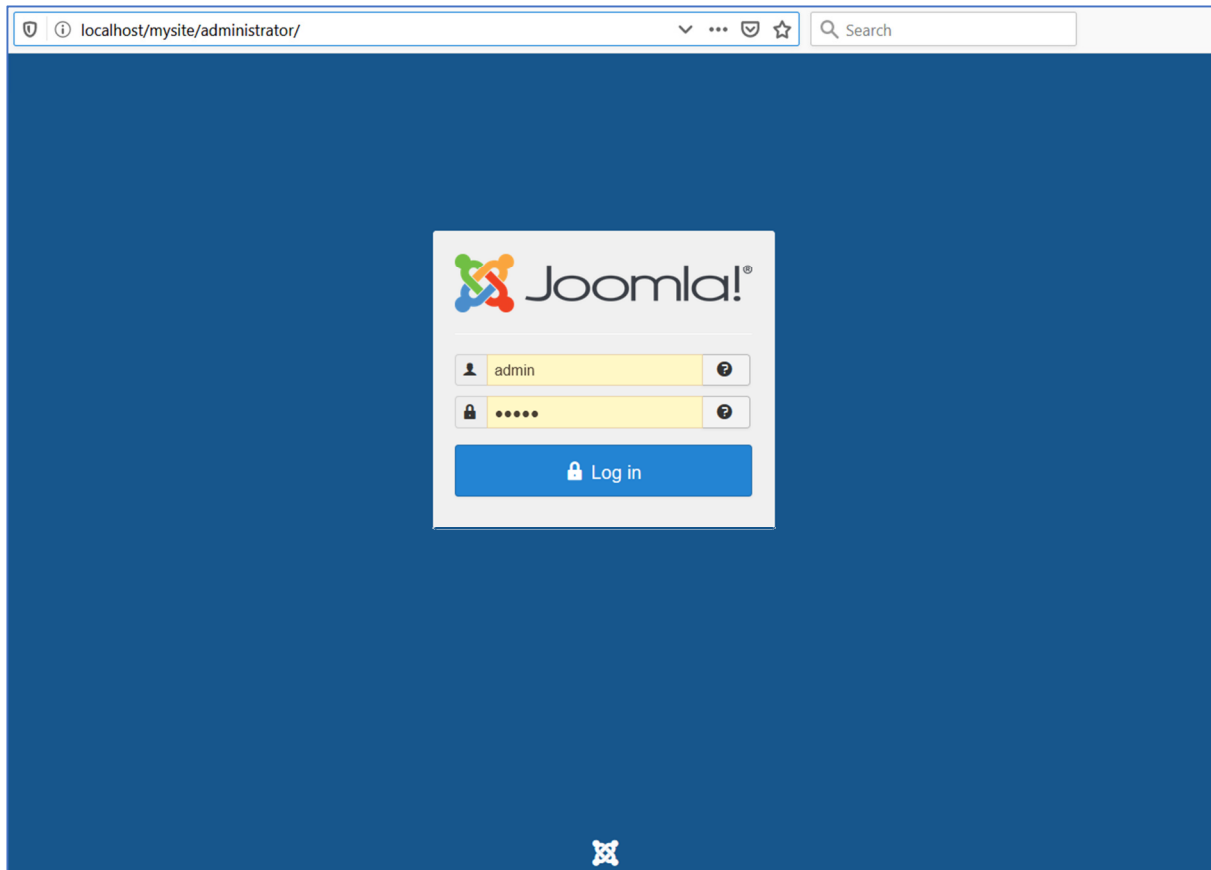 localhost/mysite/administrator/
Search
Joomla!®
admin
•••••
Log in